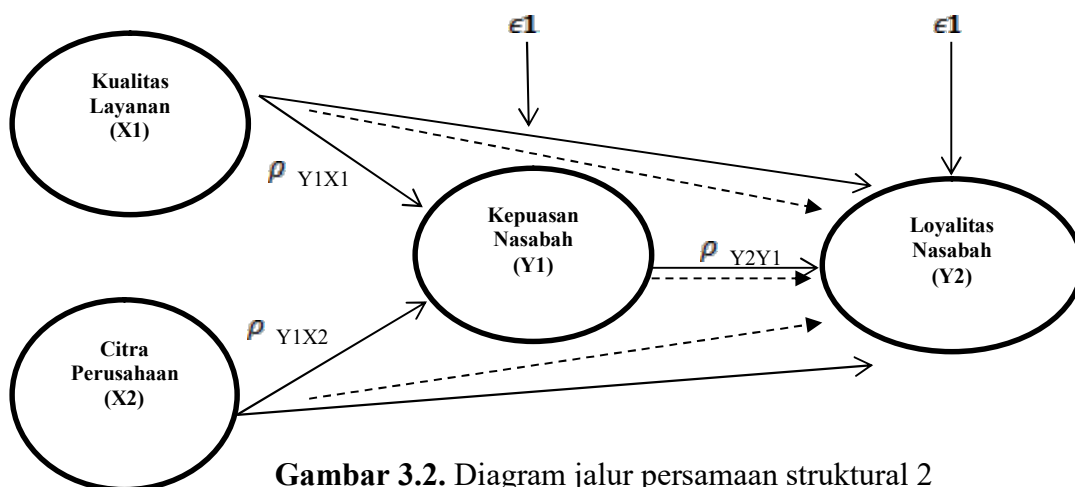 ϵ1
ϵ1
Kualitas
Layanan
(X1)
ρ Y1X1
Kepuasan
Nasabah
(Y1)
ρ Y2Y1
Loyalitas
Nasabah
(Y2)
ρ Y1X2
Citra
Perusahaan
(X2)
Gambar 3.2. Diagram jalur persamaan struktural 2